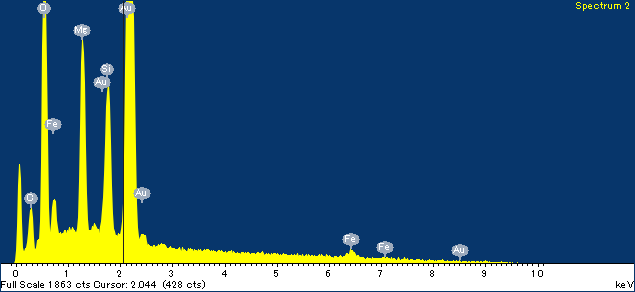 Spectrum 2
O Au
Mg
Si
Au
Fe
Au
O
Fe Fe Au
0 1 2 3 4 5 6 7 8 9 10
Full Scale 1863 cts Cursor: 2.044 (428 cts) keV